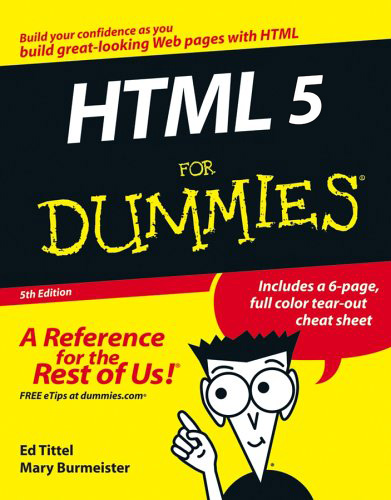 Build your confidence as you
build great-looking Web pages with HTML
HTML 5
FOR
DUMMIES®
5th Edition
Includes a 6-page,
full color tear-out
cheat sheet
A Reference
for the
Rest of Us!®
FREE eTips at dummies.com®
Ed Tittel
Mary Burmeister